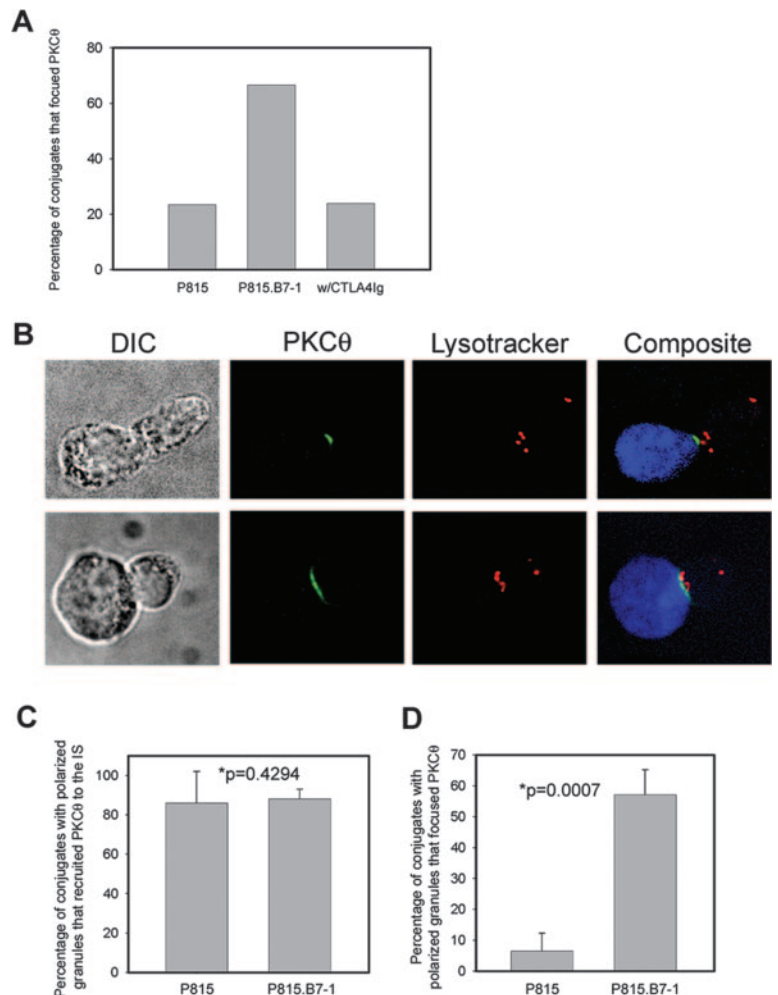 A
Percentage of conjugates that focued PKCθ
80
60
40
20
0
P815
P815.B7-1
w/CTLA4Ig
B
DIC
PKCθ
Lysotracker
Composite
C
Percentage of conjugates with polarized
granules that recruited PKCθ to the IS
100
80
60
40
20
0
*p=0.4294
P815
P815.B7-1
D
Percentage of conjugates with
polarized granules that focused PKCθ
70
60
50
40
30
20
10
0
*p=0.0007
P815
P815.B7-1